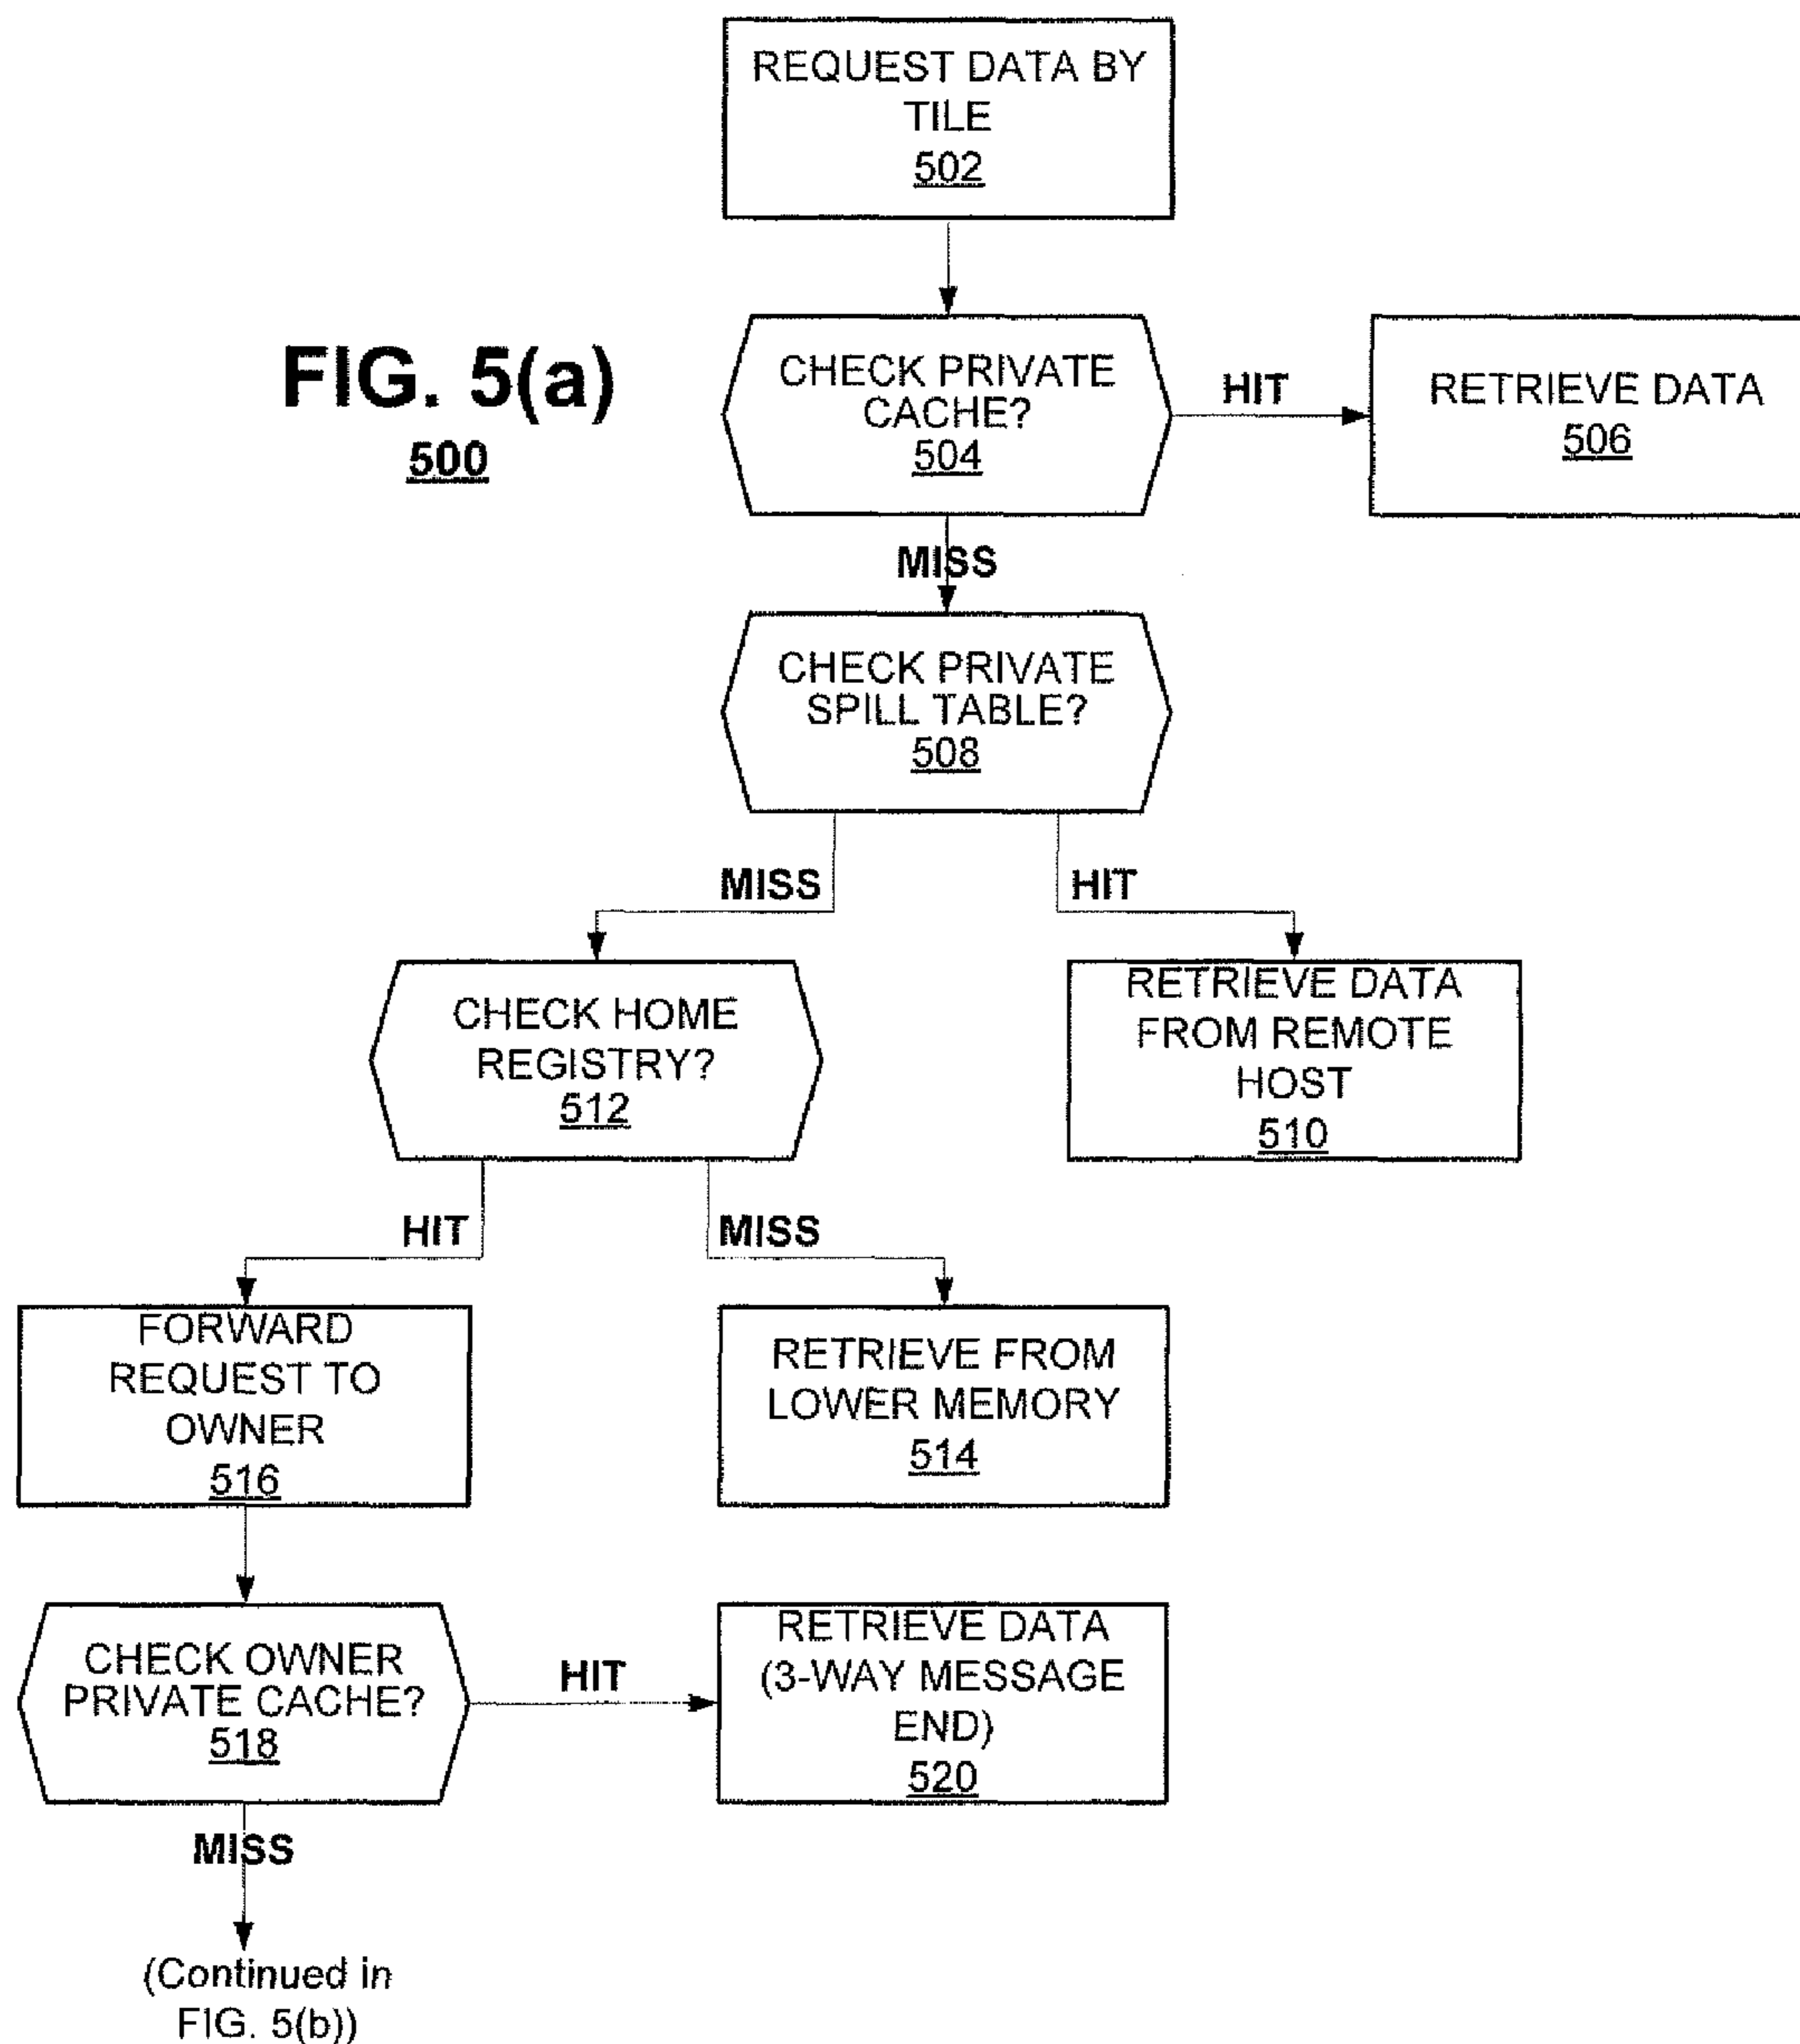 REQUEST DATA BY
TILE
502
FIG. 5(a)
500
CHECK PRIVATE
CACHE?
504
HIT
RETRIEVE DATA
506
MISS
CHECK PRIVATE
SPILL TABLE?
508
MISS
HIT
CHECK HOME
REGISTRY?
512
RETRIEVE DATA
FROM REMOTE
HOST
510
HIT
MISS
FORWARD
REQUEST TO
OWNER
516
RETRIEVE FROM
LOWER MEMORY
514
CHECK OWNER
PRIVATE CACHE?
518
HIT
RETRIEVE DATA
(3-WAY MESSAGE
END)
520
MISS
(Continued in
FIG. 5(b))